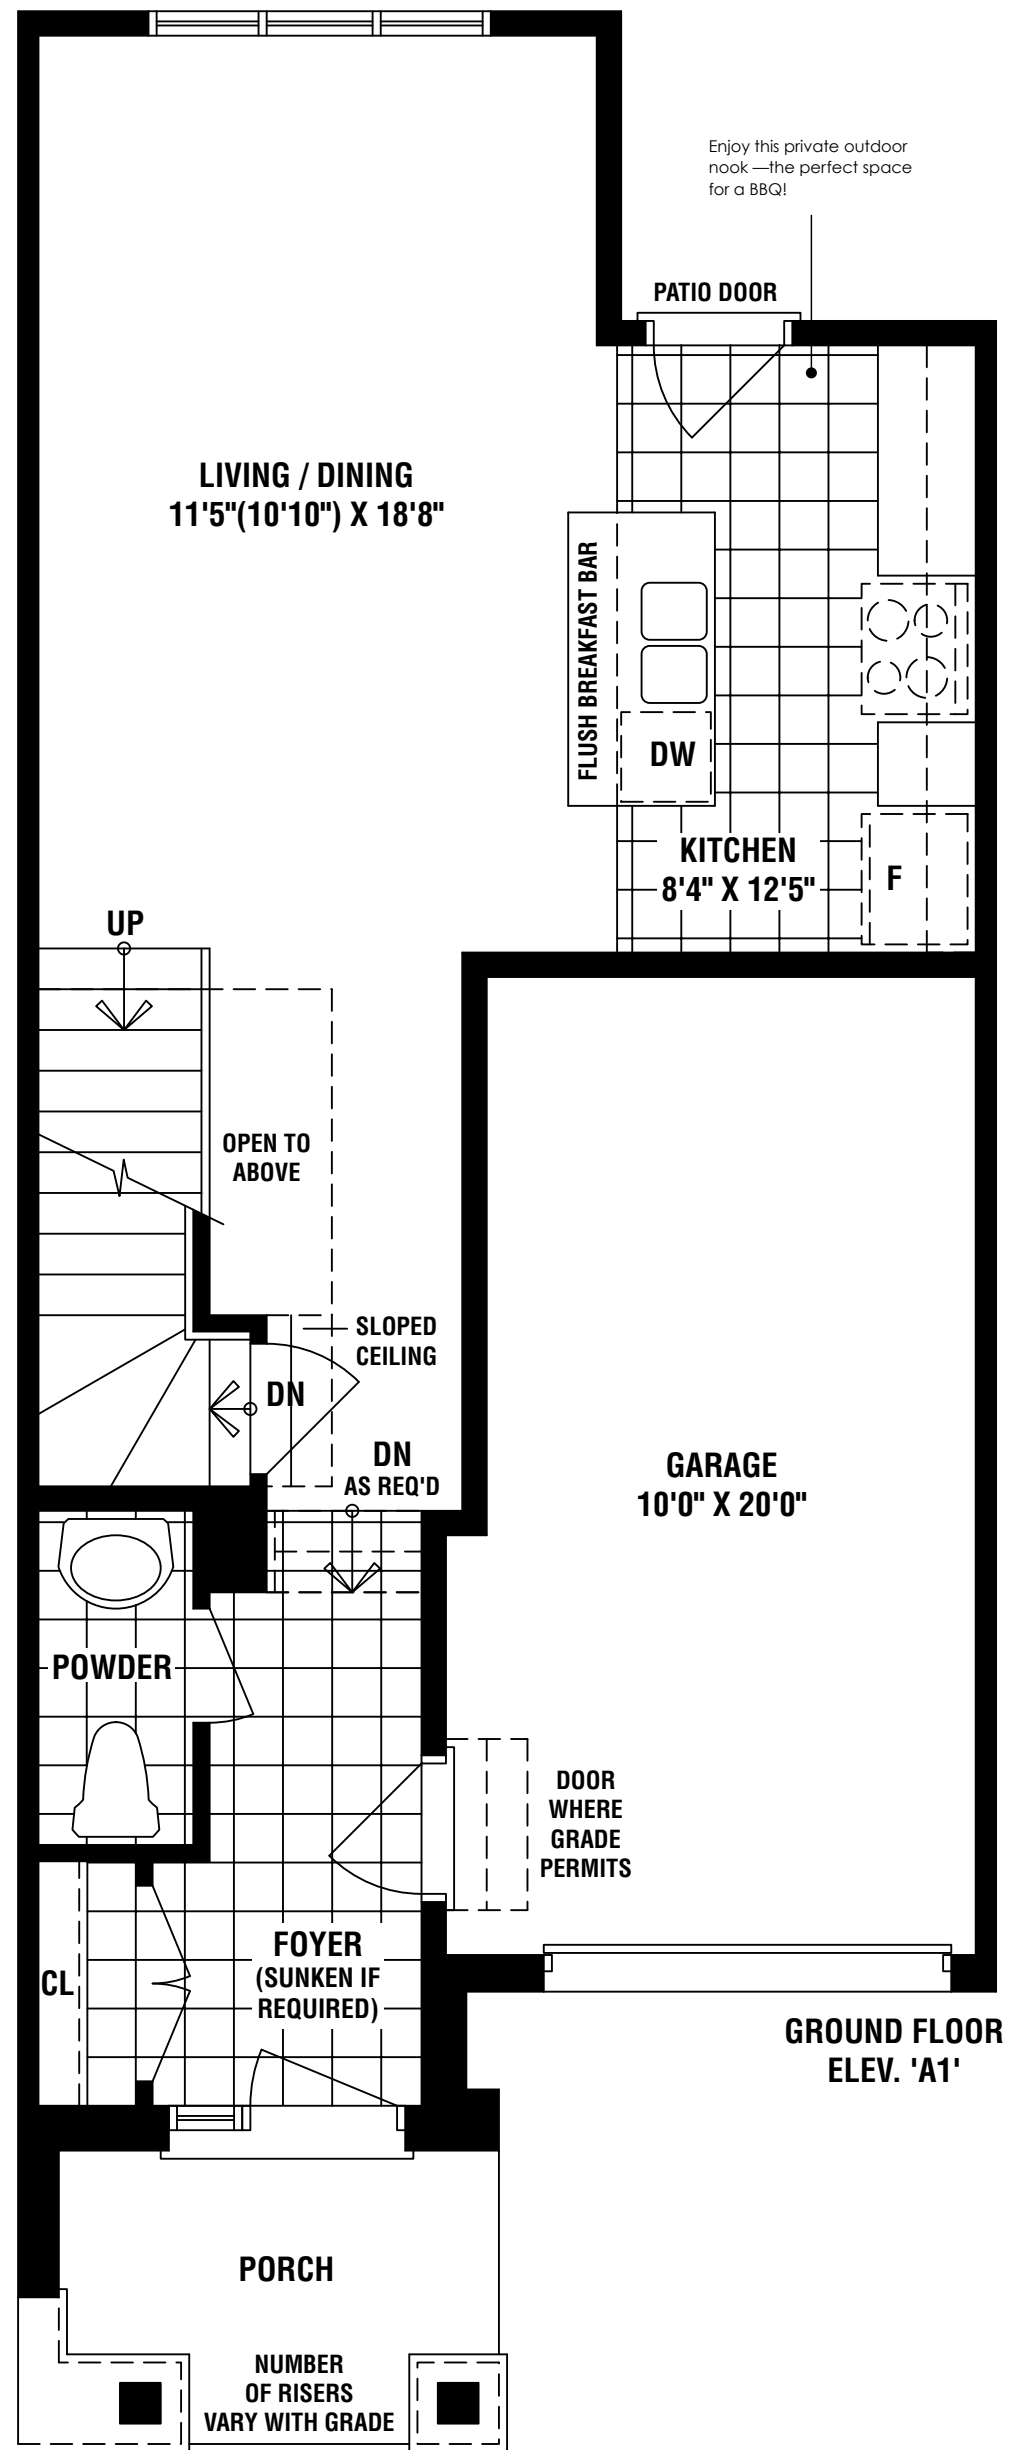 Enjoy this private outdoor
nook —the perfect space
for a BBQ!
PATIO DOOR
LIVING / DINING
11'5"(10'10") X 18'8"
FLUSH BREAKFAST BAR
DW
KITCHEN
8'4" X 12'5"
F
UP
OPEN TO
ABOVE
SLOPED
CEILING
DN
DN
AS REQ'D
GARAGE
10'0" X 20'0"
POWDER
DOOR
WHERE
GRADE
PERMITS
FOYER
(SUNKEN IF
REQUIRED)
CL
GROUND FLOOR
ELEV. 'A1'
PORCH
NUMBER
OF RISERS
VARY WITH GRADE